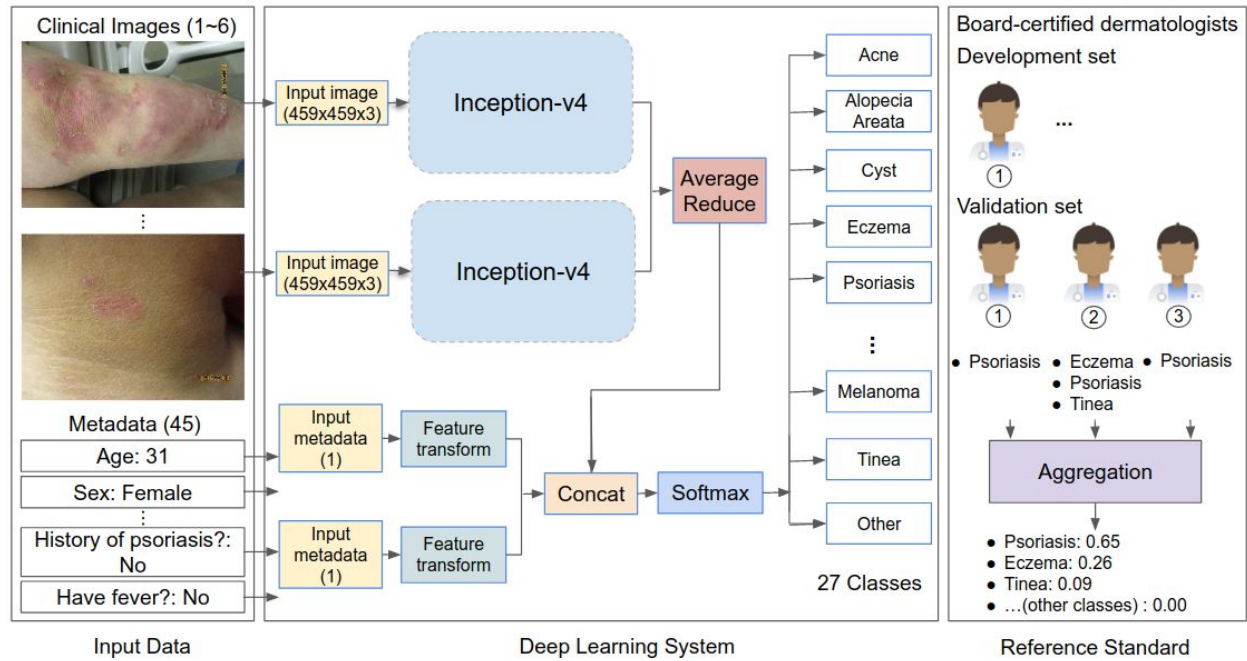 Clinical Images (1~6)
⋮
Metadada (45)
Age: 31
Sex: Female
⋮
History of psoriasis?:
No
Have fever?: No
Input Data
Input image
(459x459x3)
Inception-v4
Input image
(459x459x3)
Inception-v4
Average
Reduce
Input
metadata
(1)
Feature
transform
Input
metadata
(1)
Feature
transform
Concat
Softmax
Acne
Alopecia
Areata
Cyst
Eczema
Psoriasis
⋮
Melanoma
Tinea
Other
27 Classes
Deep Learning System
Board-certified dermatologists
Development set
...
1
Validation set
1 2 3
● Psoriasis ● Eczema ● Psoriasis
● Psoriasis
● Tinea
Aggregation
● Psoriasis: 0.65
● Eczema: 0.26
● Tinea: 0.09
● …(other classes) : 0.00
Reference Standard